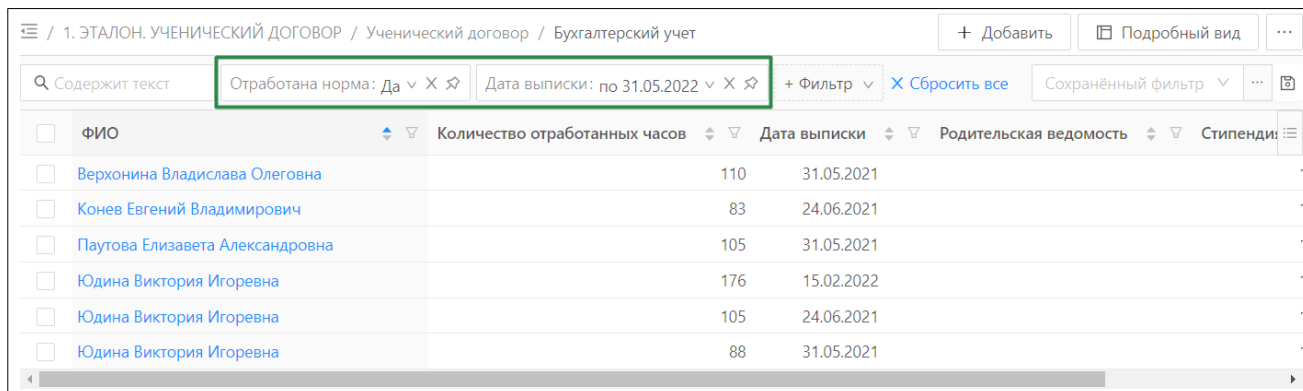 / 1. ЭТАЛОН. УЧЕНИЧЕСКИЙ ДОГОВОР / Ученический договор / Бухгалтерский учет + Добавить Подробный вид ...
Содержит текст Отработана норма: Да X Дата выписки: по 31.05.2022 X + Фильтр X Сбросить все Сохранённый фильтр ...
ФИО Количество отработанных часов Дата выписки Родительская ведомость Стипендия
Верхонина Владислава Олеговна 110 31.05.2021
Конев Евгений Владимирович 83 24.06.2021
Паутова Елизавета Александровна 105 31.05.2021
Юдина Виктория Игоревна 176 15.02.2022
Юдина Виктория Игоревна 105 24.06.2021
Юдина Виктория Игоревна 88 31.05.2021